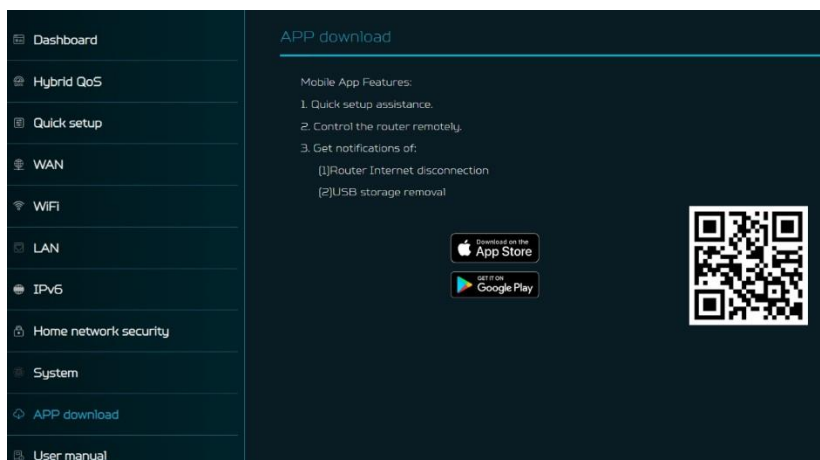 Dashboard
Hybrid QoS
Quick setup
WAN
WiFi
LAN
IPv6
Home network security
System
APP download
User manual
APP download
Mobile App Features:
1. Quick setup assistance.
2. Control the router remotely.
3. Get notifications of:
(1)Router Internet disconnection
(2)USB storage removal
Download on the
App Store
GET IT ON
Google Play